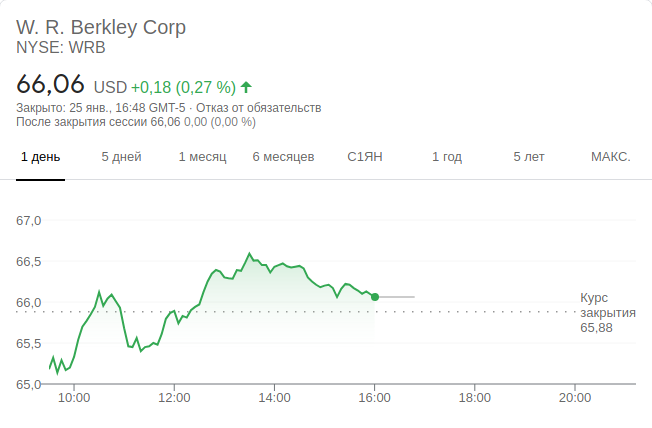 W. R. Berkley Corp
NYSE: WRB
66,06 USD +0,18 (0,27 %)
Закрыто: 25 янв., 16:48 GMT-5 · Отказ от обязательств
После закрытия сессии 66,06 0,00 (0,00 %)
1 день 5 дней 1 месяц 6 месяцев С1ЯН 1 год 5 лет МАКС.
67,0
66,5
66,0
65,5
65,0
Курс
закрытия
65,88
10:00 12:00 14:00 16:00 18:00 20:00